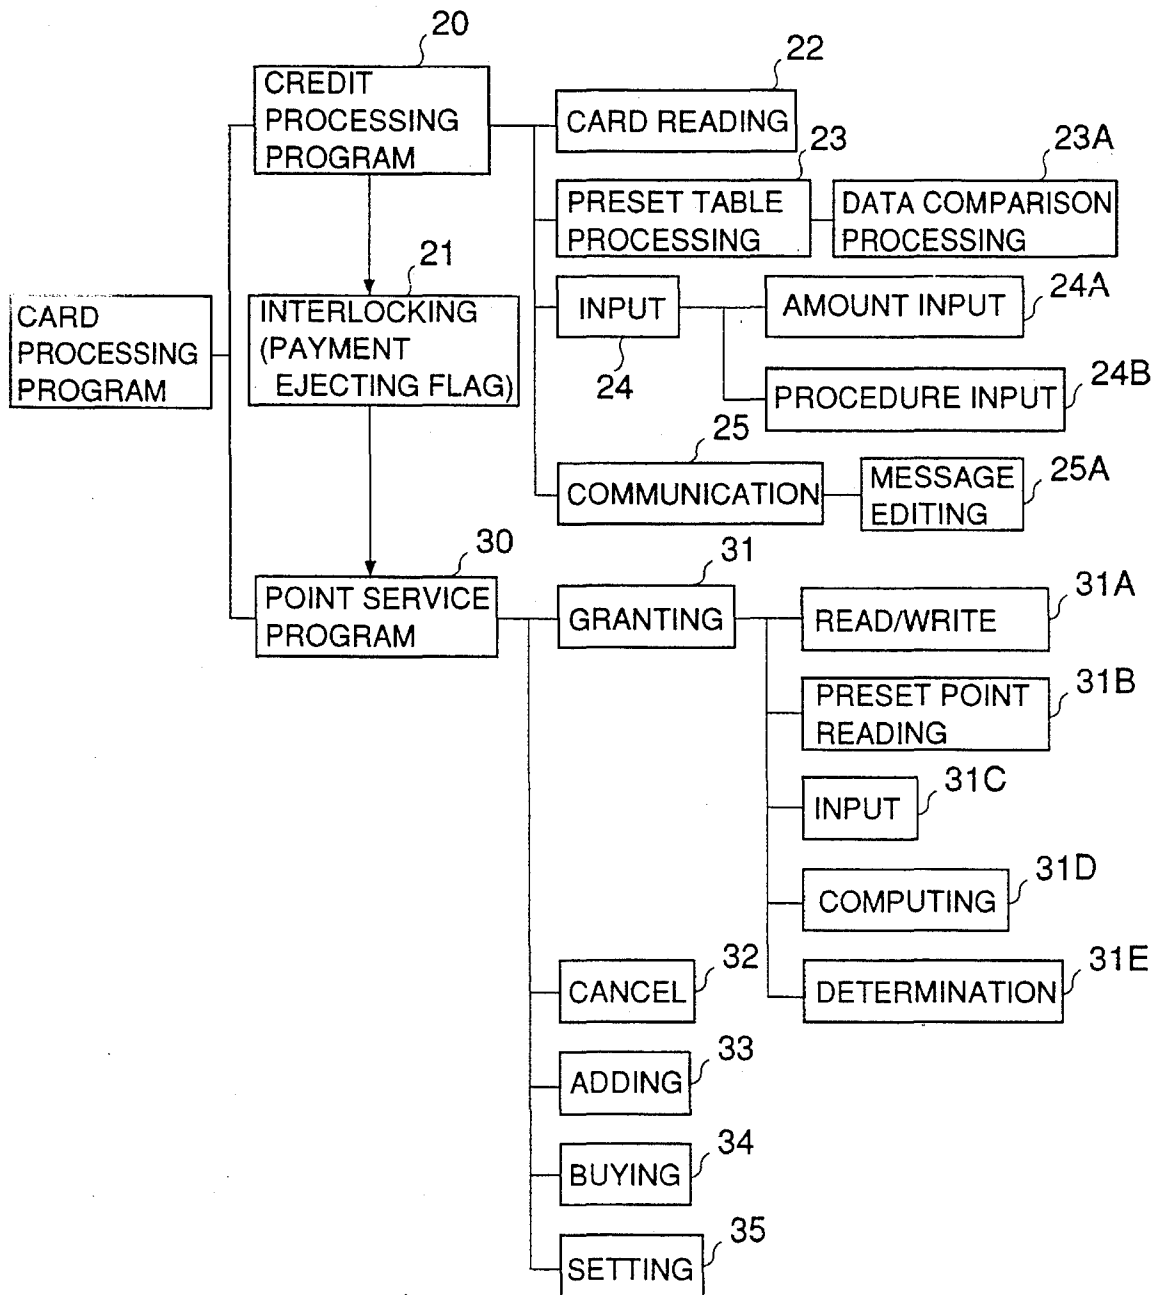 20
CREDIT
PROCESSING
PROGRAM
22
CARD READING
23
PRESET TABLE
PROCESSING
23A
DATA COMPARISON
PROCESSING
21
INTERLOCKING
(PAYMENT
EJECTING FLAG)
CARD
PROCESSING
PROGRAM
INPUT
24
AMOUNT INPUT
24A
PROCEDURE INPUT
24B
25
COMMUNICATION
MESSAGE
EDITING
25A
30
POINT SERVICE
PROGRAM
31
GRANTING
READ/WRITE
31A
PRESET POINT
READING
31B
INPUT
31C
COMPUTING
31D
DETERMINATION
31E
CANCEL
32
ADDING
33
BUYING
34
SETTING
35